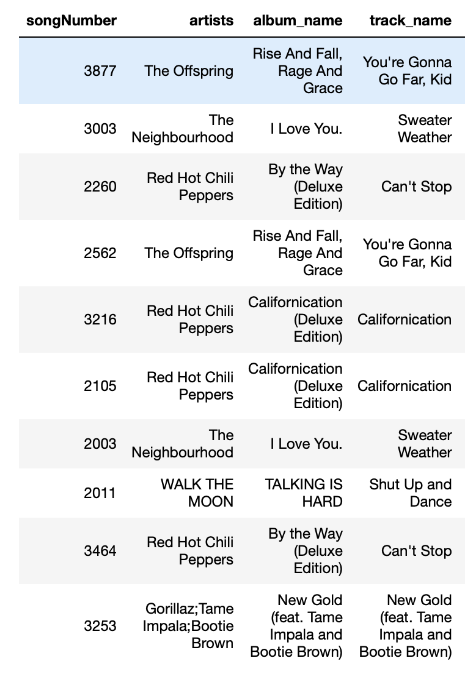 songNumber artists album_name track_name
3877 The Offspring Rise And Fall, Rage And Grace You're Gonna Go Far, Kid
3003 The Neighbourhood I Love You. Sweater Weather
2260 Red Hot Chili Peppers By the Way (Deluxe Edition) Can't Stop
2562 The Offspring Rise And Fall, Rage And Grace You're Gonna Go Far, Kid
3216 Red Hot Chili Peppers Californication (Deluxe Edition) Californication
2105 Red Hot Chili Peppers Californication (Deluxe Edition) Californication
2003 The Neighbourhood I Love You. Sweater Weather
2011 WALK THE MOON TALKING IS HARD Shut Up and Dance
3464 Red Hot Chili Peppers By the Way (Deluxe Edition) Can't Stop
3253 Gorillaz;Tame Impala;Bootie Brown New Gold (feat. Tame Impala and Bootie Brown) New Gold (feat. Tame Impala and Bootie Brown)